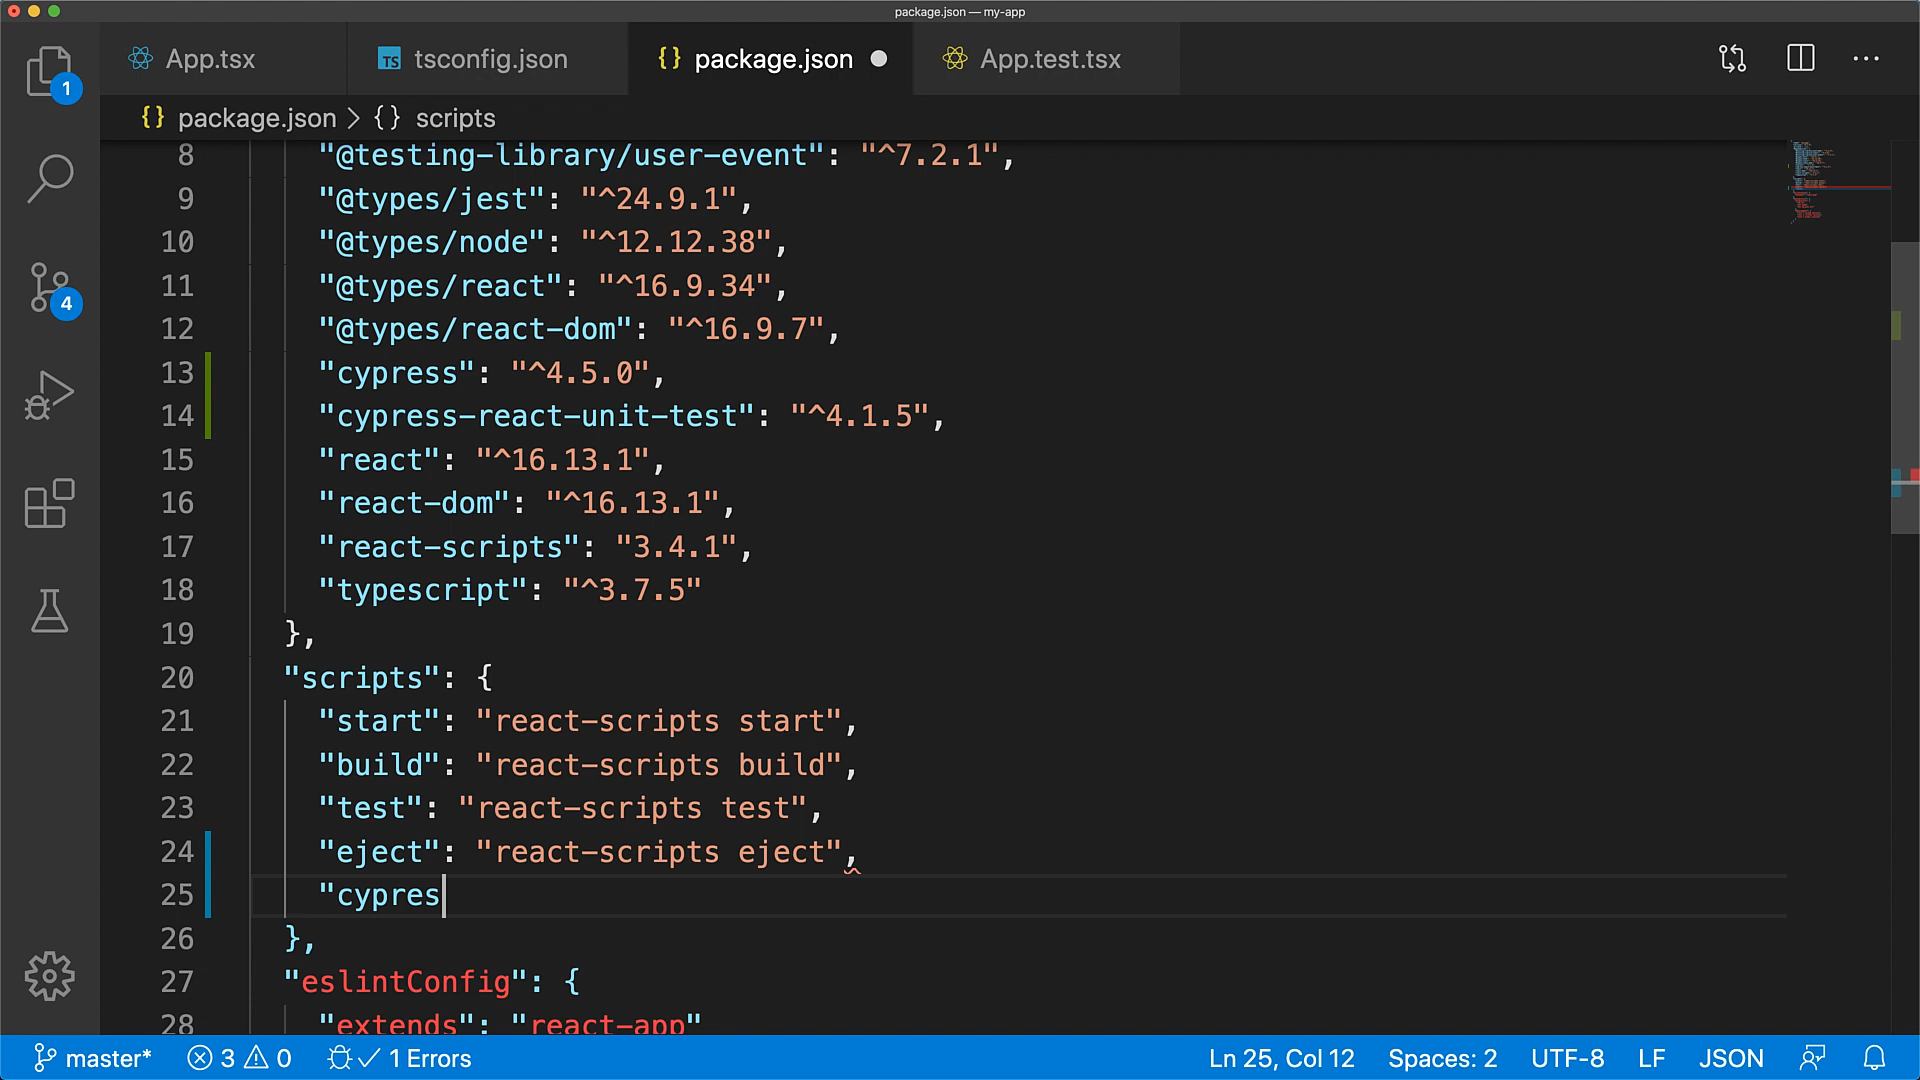 package.json — my-app
App.tsx
TS tsconfig.json
{} package.json
App.test.tsx
1
{} package.json > {} scripts
8 "@testing-library/user-event": "^7.2.1",
9 "@types/jest": "^24.9.1",
10 "@types/node": "^12.12.38",
11 "@types/react": "^16.9.34",
4
12 "@types/react-dom": "^16.9.7",
13 "cypress": "^4.5.0",
14 "cypress-react-unit-test": "^4.1.5",
15 "react": "^16.13.1",
16 "react-dom": "^16.13.1",
17 "react-scripts": "3.4.1",
18 "typescript": "^3.7.5"
19 },
20 "scripts": {
21 "start": "react-scripts start",
22 "build": "react-scripts build",
23 "test": "react-scripts test",
24 "eject": "react-scripts eject",
25 "cypres
26 },
27 "eslintConfig": {
28 "extends": "react-app"
master* 3 0 1 Errors Ln 25, Col 12 Spaces: 2 UTF-8 LF JSON